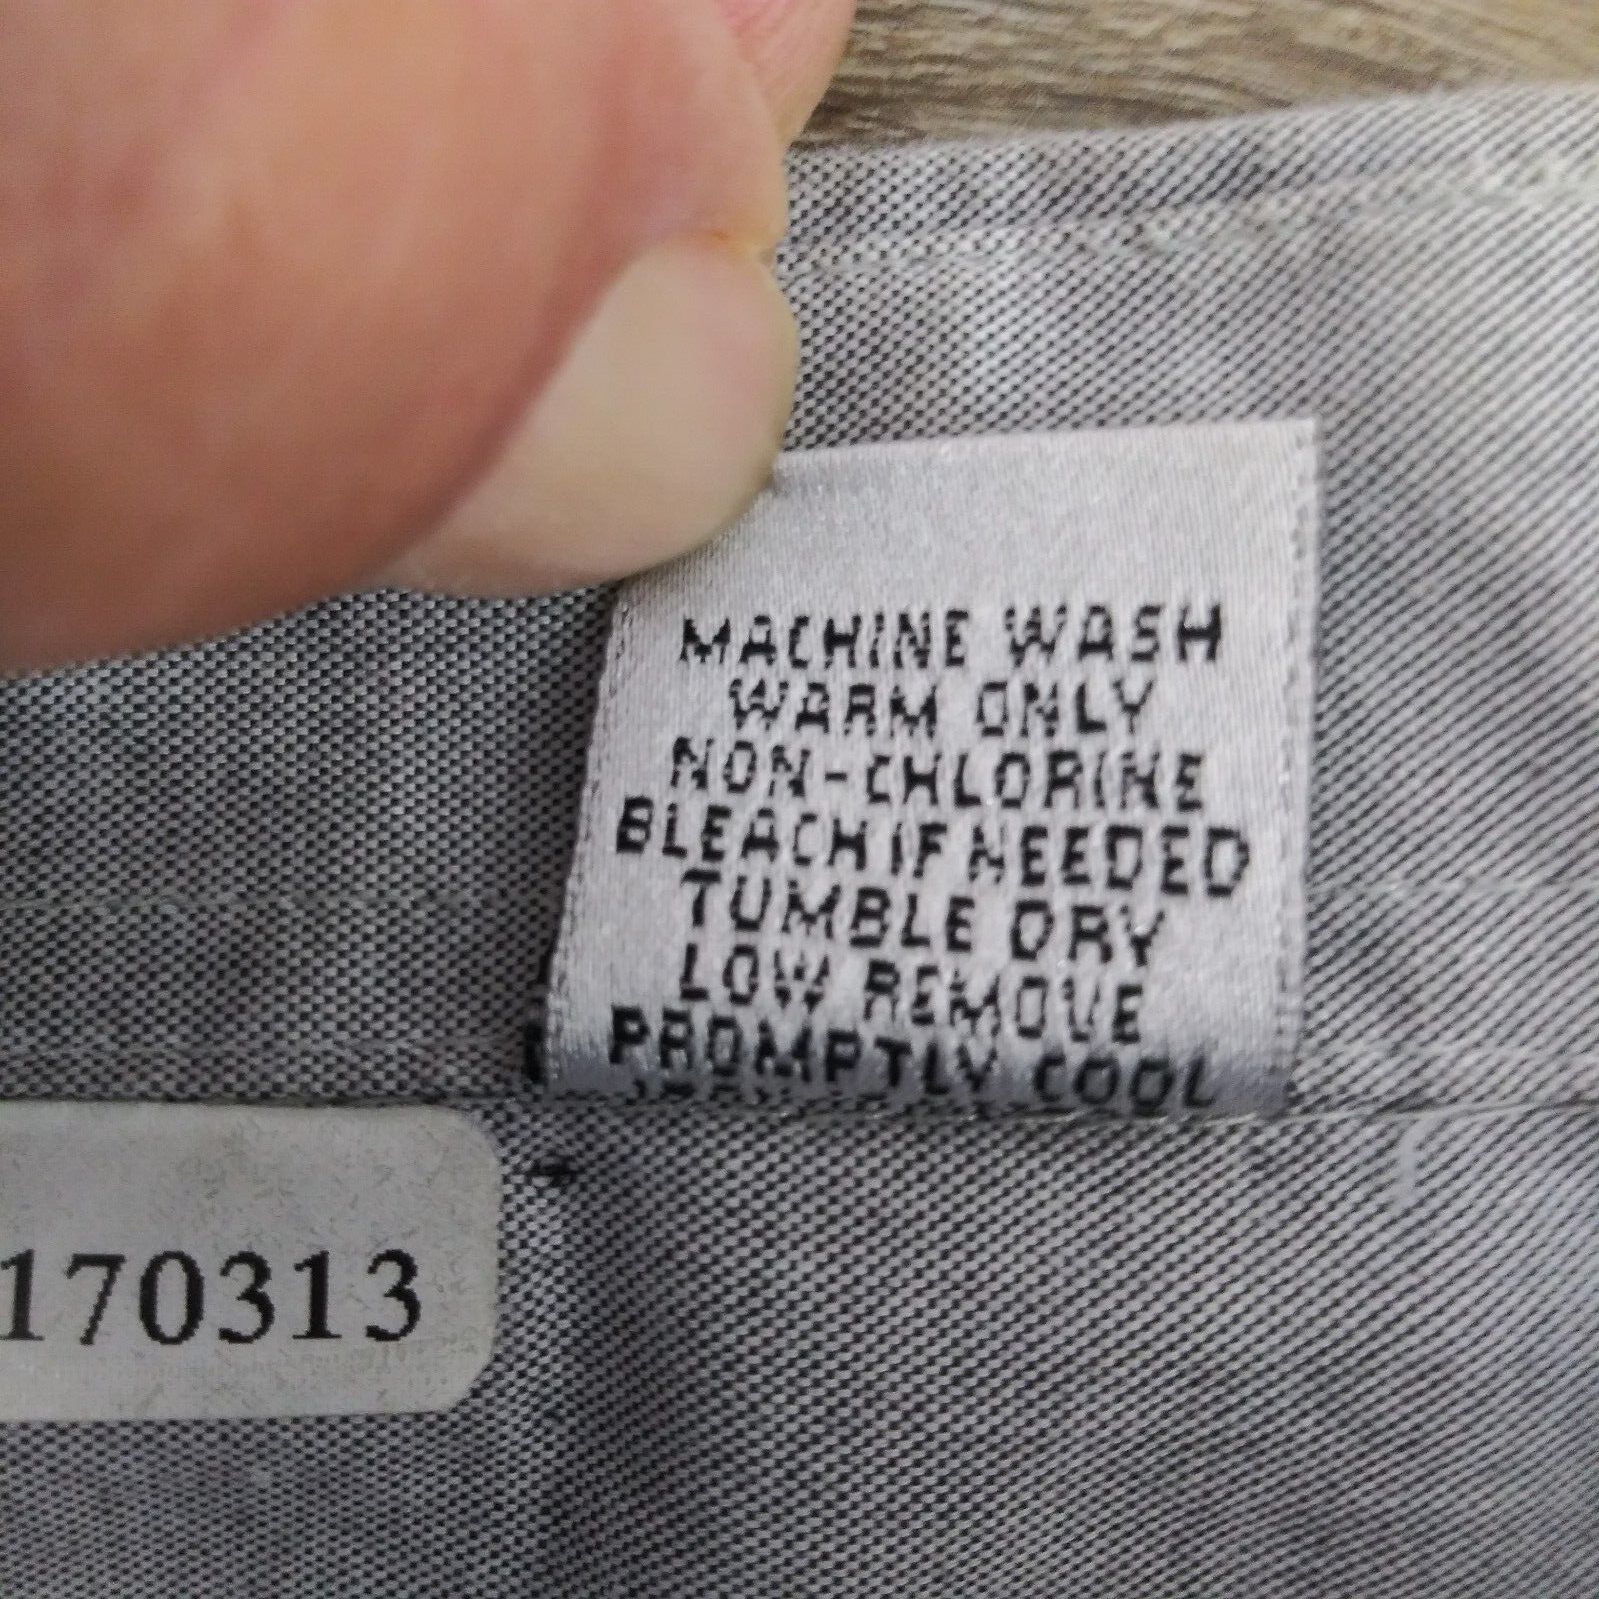 MACHINE WASH
WARM ONLY
NON-CHLORINE
BLEACH IF NEEDED
TUMBLE DRY
LOW REMOVE
PROMPTLY COOL
170313